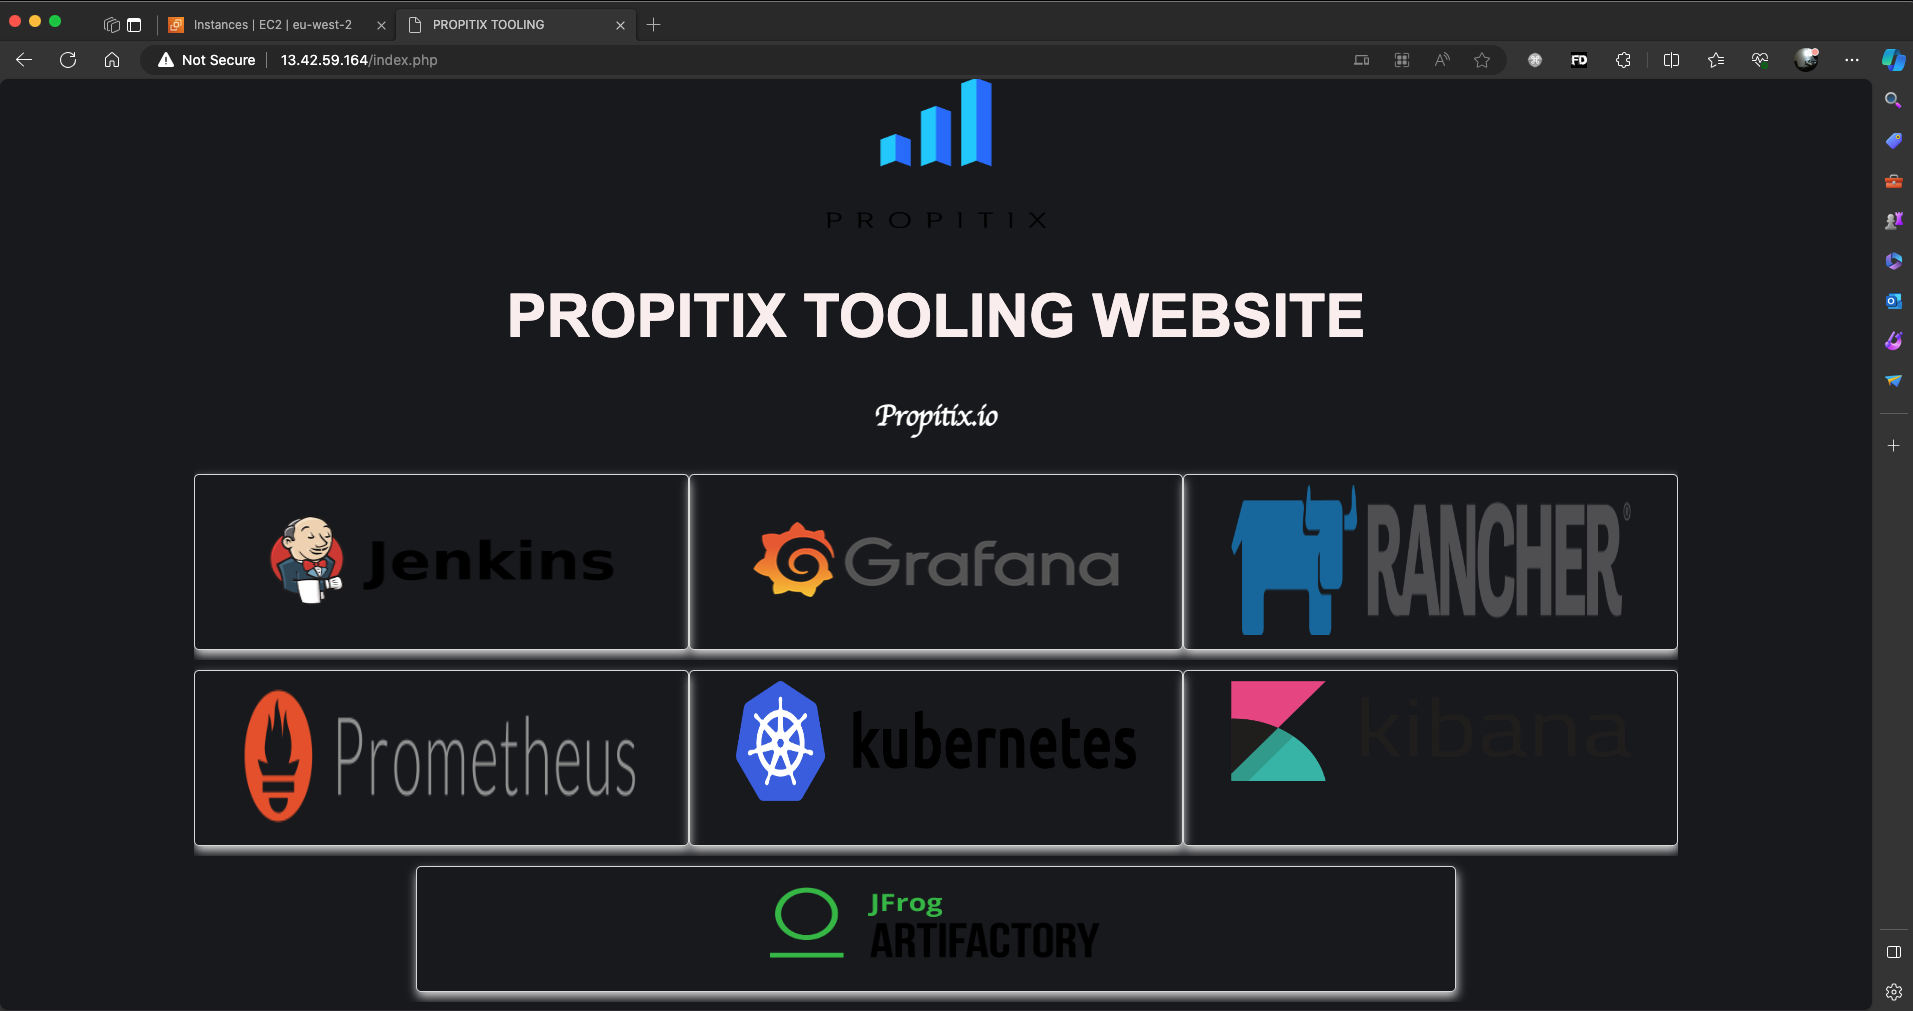 Instances | EC2 | eu-west-2
PROPITIX TOOLING
Not Secure
13.42.59.164/index.php
FD
PROPITIX
PROPITIX TOOLING WEBSITE
Propitix.io
Jenkins
Grafana
RANCHER®
Prometheus
kubernetes
kibana
JFrog
ARTIFACTORY